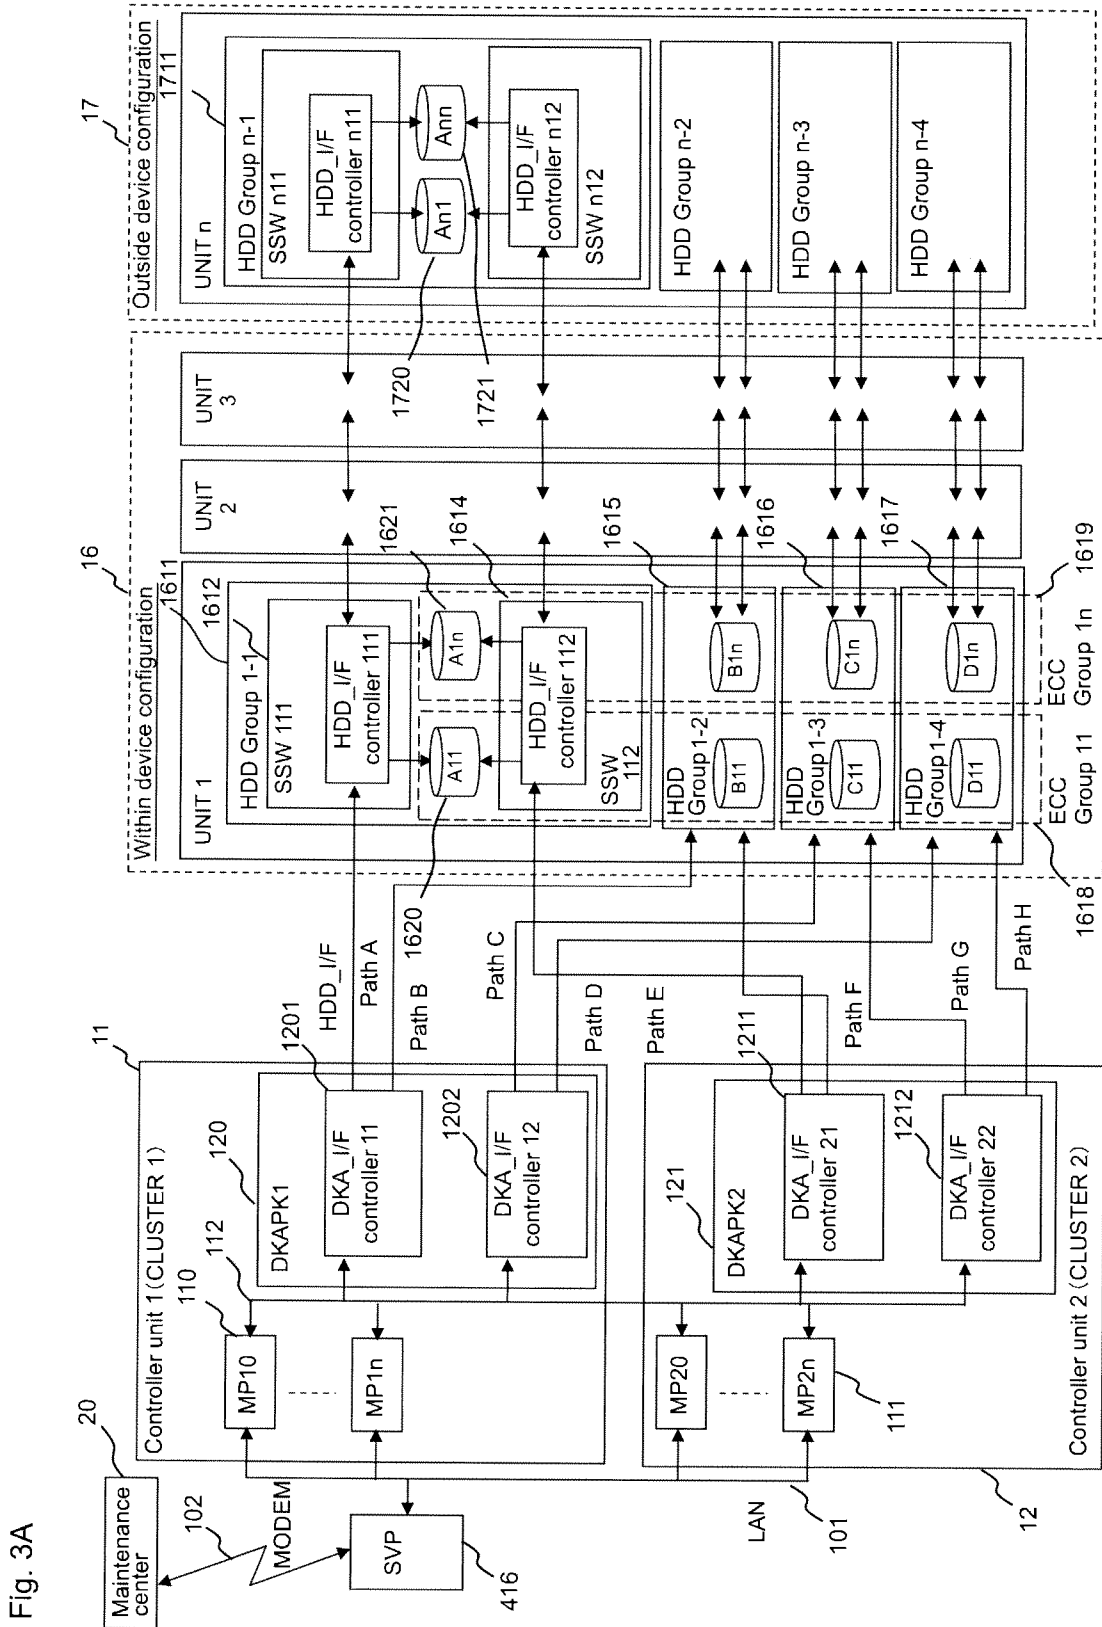 Fig. 3A
Maintenance
center
20
102
MODEM
SVP
416
LAN
101
11
Controller unit 1 (CLUSTER 1)
110
112
MP10
MP1n
120
DKAPK1
1201
DKA_I/F
controller 11
1202
DKA_I/F
controller 12
12
Controller unit 2 (CLUSTER 2)
MP20
MP2n
111
121
DKAPK2
1211
DKA_I/F
controller 21
1212
DKA_I/F
controller 22
HDD_I/F
Path A
Path B
Path C
Path D
Path E
Path F
Path G
Path H
16
Within device configuration
1611
1612
UNIT 1
HDD Group 1-1
SSW 111
HDD_I/F
controller 111
1620
A11
A1n
1621
1614
HDD_I/F
controller 112
SSW
112
1615
HDD
Group 1-2
B11
B1n
1616
HDD
Group 1-3
C11
C1n
1617
HDD
Group 1-4
D11
D1n
1618
ECC
Group 11
ECC
Group 1n
1619
UNIT
2
UNIT
3
17
Outside device configuration
1711
UNIT n
HDD Group n-1
SSW n11
HDD_I/F
controller n11
An1
Ann
1720
1721
HDD_I/F
controller n12
SSW n12
HDD Group n-2
HDD Group n-3
HDD Group n-4